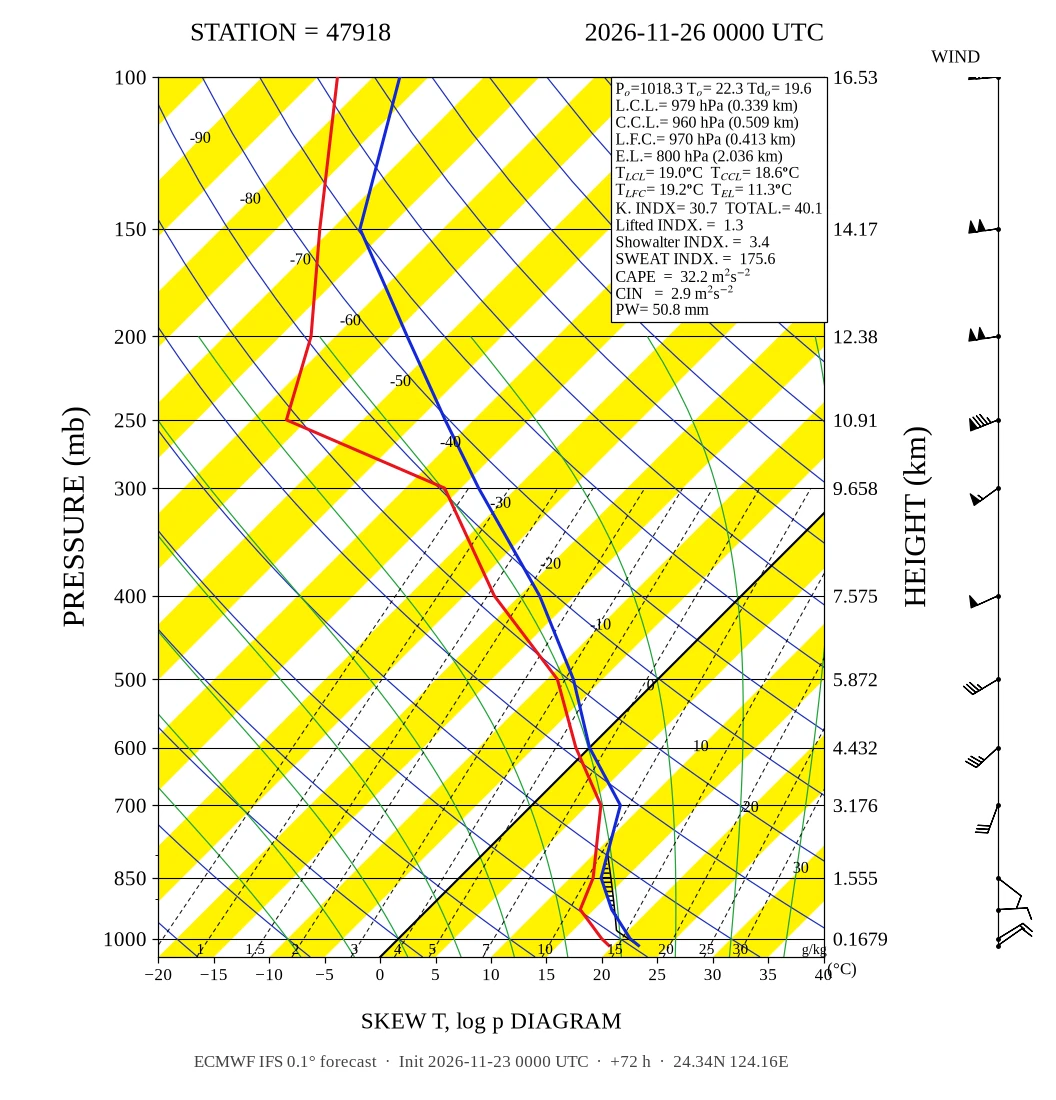 STATION = 47918
2026-11-26 0000 UTC
WIND
Po=1018.3 To= 22.3 Tdo= 19.6
L.C.L.= 979 hPa (0.339 km)
C.C.L.= 960 hPa (0.509 km)
L.F.C.= 970 hPa (0.413 km)
E.L.= 800 hPa (2.036 km)
TLCL= 19.0°C TCCL= 18.6°C
TLFC= 19.2°C TEL= 11.3°C
K. INDX= 30.7 TOTAL.= 40.1
Lifted INDX. = 1.3
Showalter INDX. = 3.4
SWEAT INDX. = 175.6
CAPE = 32.2 m²s⁻²
CIN = 2.9 m²s⁻²
PW= 50.8 mm
100 16.53
-90
-80
150 14.17
-70
-60
200 12.38
-50
250 10.91
-40
300 9.658
-30
-20
400 7.575
-10
500 5.872
0
10
600 4.432
700 3.176
20
30
850 1.555
1000 0.1679
PRESSURE (mb)
HEIGHT (km)
1 1.5 2 3 4 5 7 10 15 20 25 30 g/kg
−20 −15 −10 −5 0 5 10 15 20 25 30 35 40 (°C)
SKEW T, log p DIAGRAM
ECMWF IFS 0.1° forecast · Init 2026-11-23 0000 UTC · +72 h · 24.34N 124.16E